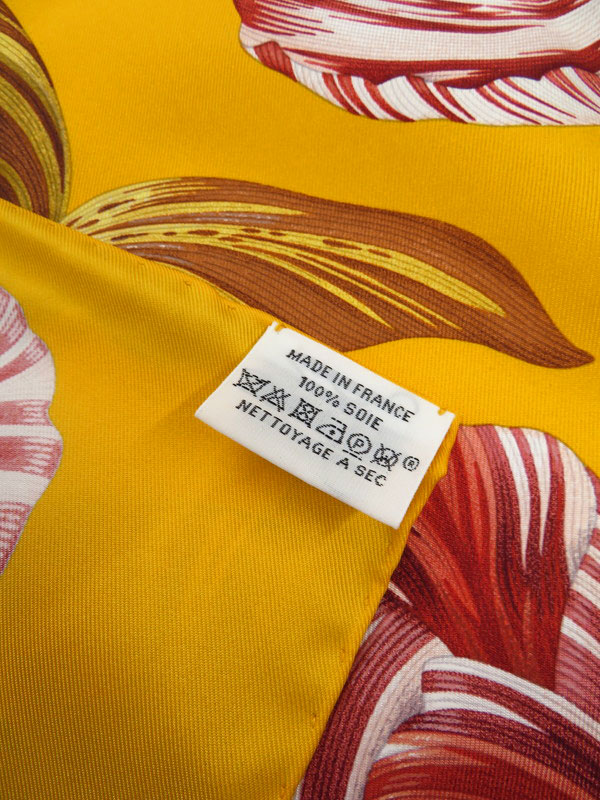 MADE IN FRANCE
100% SOIE
P ®
NETTOYAGE A SEC